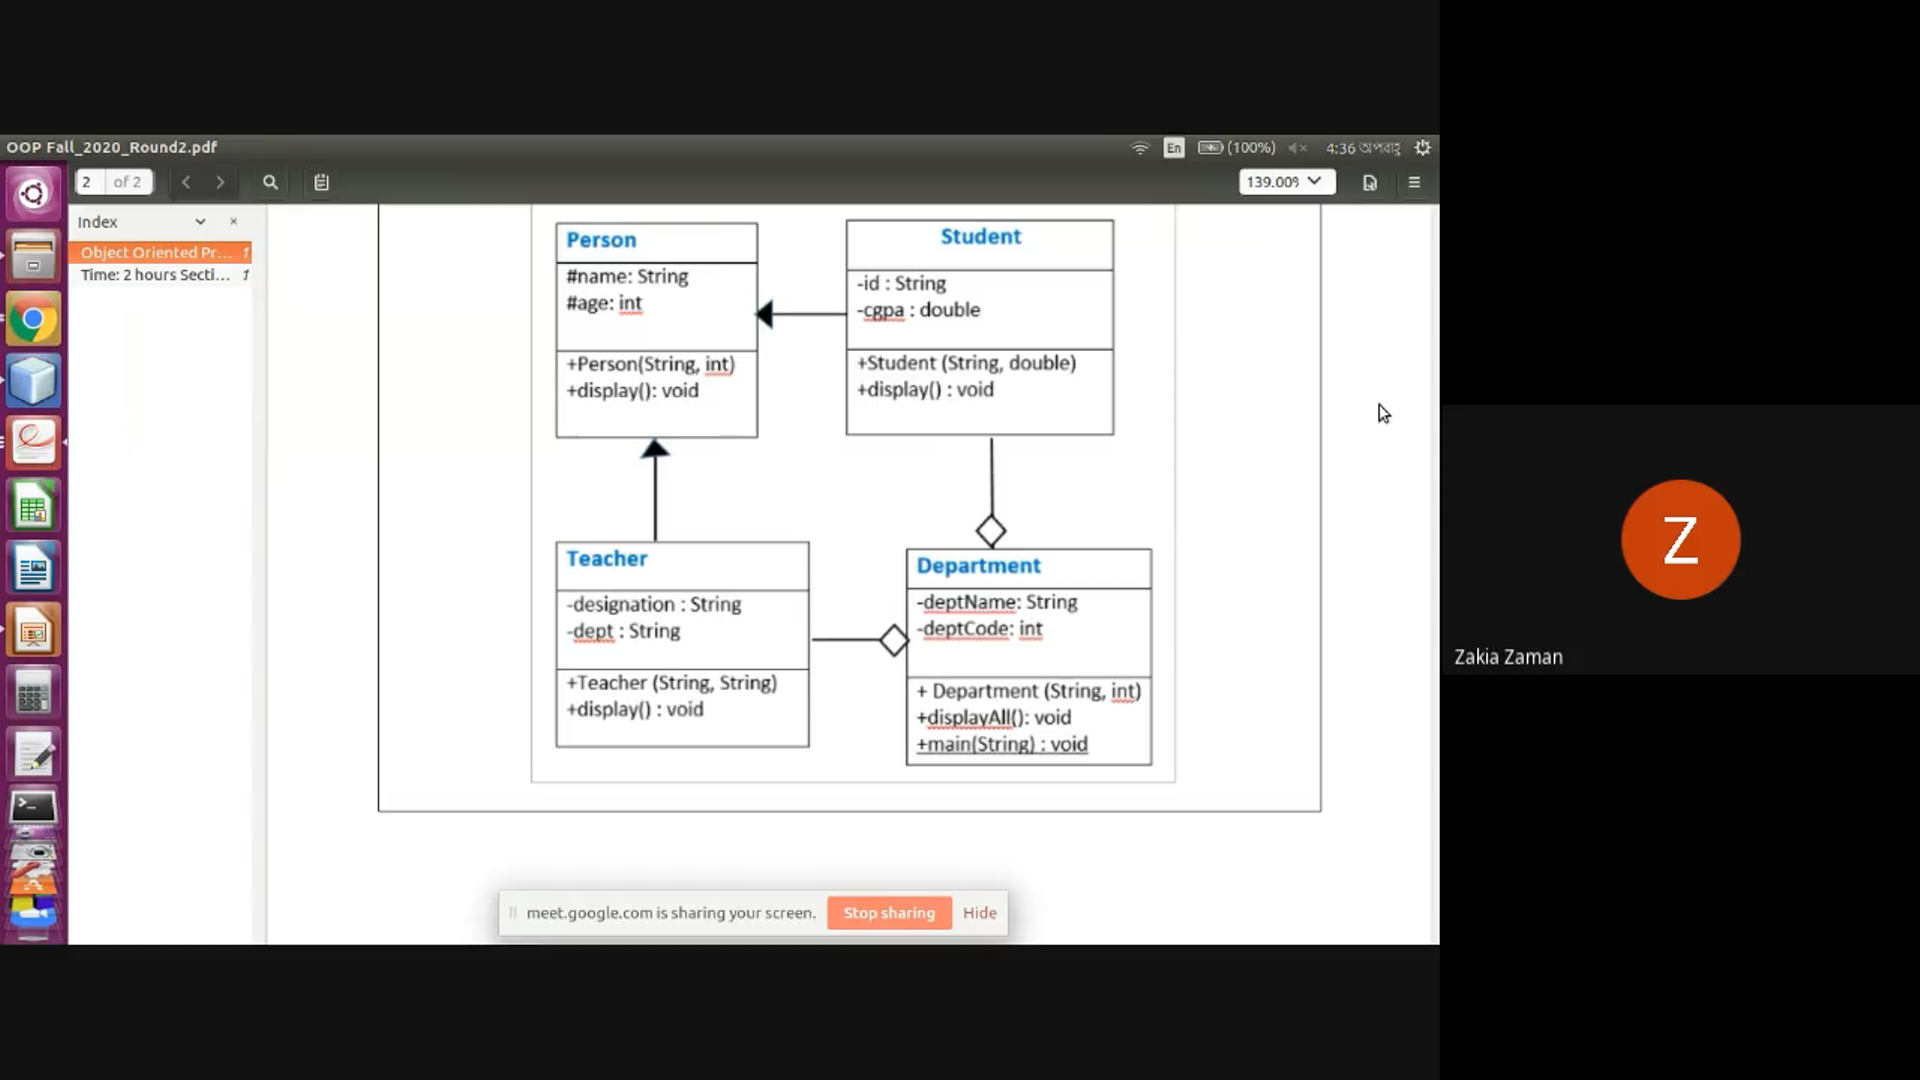 OOP Fall_2020_Round2.pdf
En
(100%)
4:36 অপরাহ্ণ
2 of 2
139.00%
Index
Object Oriented Pr... 1
Time: 2 hours Secti... 1
Person
#name: String
#age: int
+Person(String, int)
+display(): void
Student
-id : String
-cgpa : double
+Student (String, double)
+display() : void
Teacher
-designation : String
-dept : String
+Teacher (String, String)
+display() : void
Department
-deptName: String
-deptCode: int
+ Department (String, int)
+displayAll(): void
+main(String) : void
meet.google.com is sharing your screen.
Stop sharing
Hide
Z
Zakia Zaman